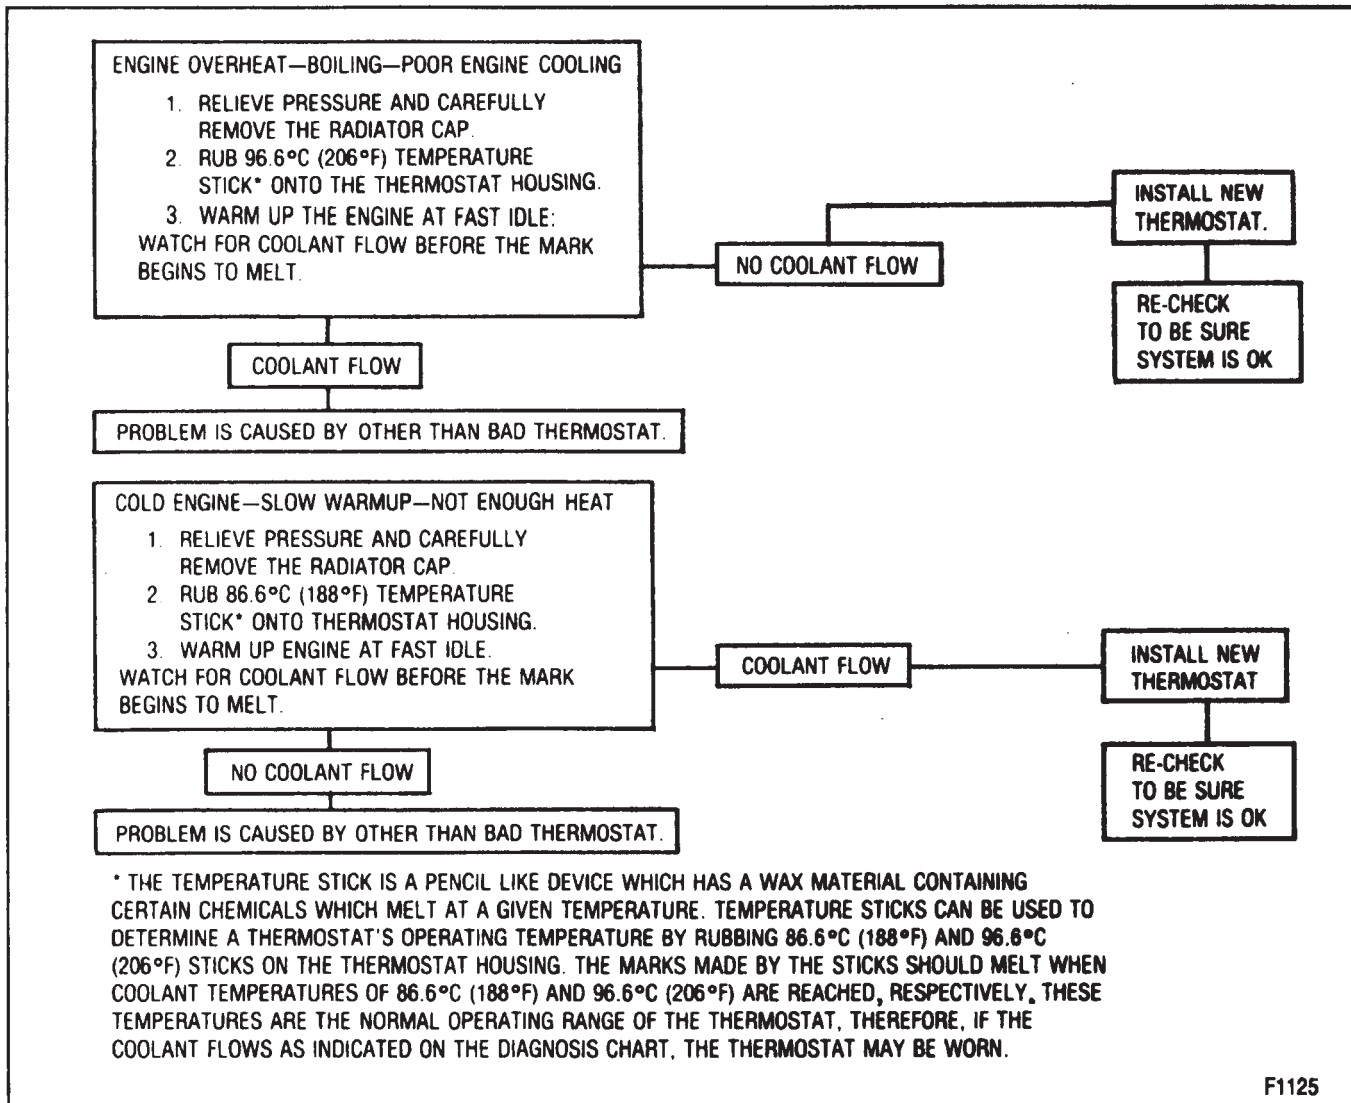 ENGINE OVERHEAT—BOILING—POOR ENGINE COOLING
1. RELIEVE PRESSURE AND CAREFULLY
REMOVE THE RADIATOR CAP.
2. RUB 96.6°C (206°F) TEMPERATURE
STICK* ONTO THE THERMOSTAT HOUSING.
3. WARM UP THE ENGINE AT FAST IDLE:
WATCH FOR COOLANT FLOW BEFORE THE MARK
BEGINS TO MELT.
NO COOLANT FLOW
INSTALL NEW
THERMOSTAT.
RE-CHECK
TO BE SURE
SYSTEM IS OK
COOLANT FLOW
PROBLEM IS CAUSED BY OTHER THAN BAD THERMOSTAT.
COLD ENGINE—SLOW WARMUP—NOT ENOUGH HEAT
1. RELIEVE PRESSURE AND CAREFULLY
REMOVE THE RADIATOR CAP.
2. RUB 86.6°C (188°F) TEMPERATURE
STICK* ONTO THERMOSTAT HOUSING.
3. WARM UP ENGINE AT FAST IDLE.
WATCH FOR COOLANT FLOW BEFORE THE MARK
BEGINS TO MELT.
COOLANT FLOW
INSTALL NEW
THERMOSTAT
RE-CHECK
TO BE SURE
SYSTEM IS OK
NO COOLANT FLOW
PROBLEM IS CAUSED BY OTHER THAN BAD THERMOSTAT.
* THE TEMPERATURE STICK IS A PENCIL LIKE DEVICE WHICH HAS A WAX MATERIAL CONTAINING
CERTAIN CHEMICALS WHICH MELT AT A GIVEN TEMPERATURE. TEMPERATURE STICKS CAN BE USED TO
DETERMINE A THERMOSTAT'S OPERATING TEMPERATURE BY RUBBING 86.6°C (188°F) AND 96.6°C
(206°F) STICKS ON THE THERMOSTAT HOUSING. THE MARKS MADE BY THE STICKS SHOULD MELT WHEN
COOLANT TEMPERATURES OF 86.6°C (188°F) AND 96.6°C (206°F) ARE REACHED, RESPECTIVELY. THESE
TEMPERATURES ARE THE NORMAL OPERATING RANGE OF THE THERMOSTAT, THEREFORE, IF THE
COOLANT FLOWS AS INDICATED ON THE DIAGNOSIS CHART, THE THERMOSTAT MAY BE WORN.
F1125